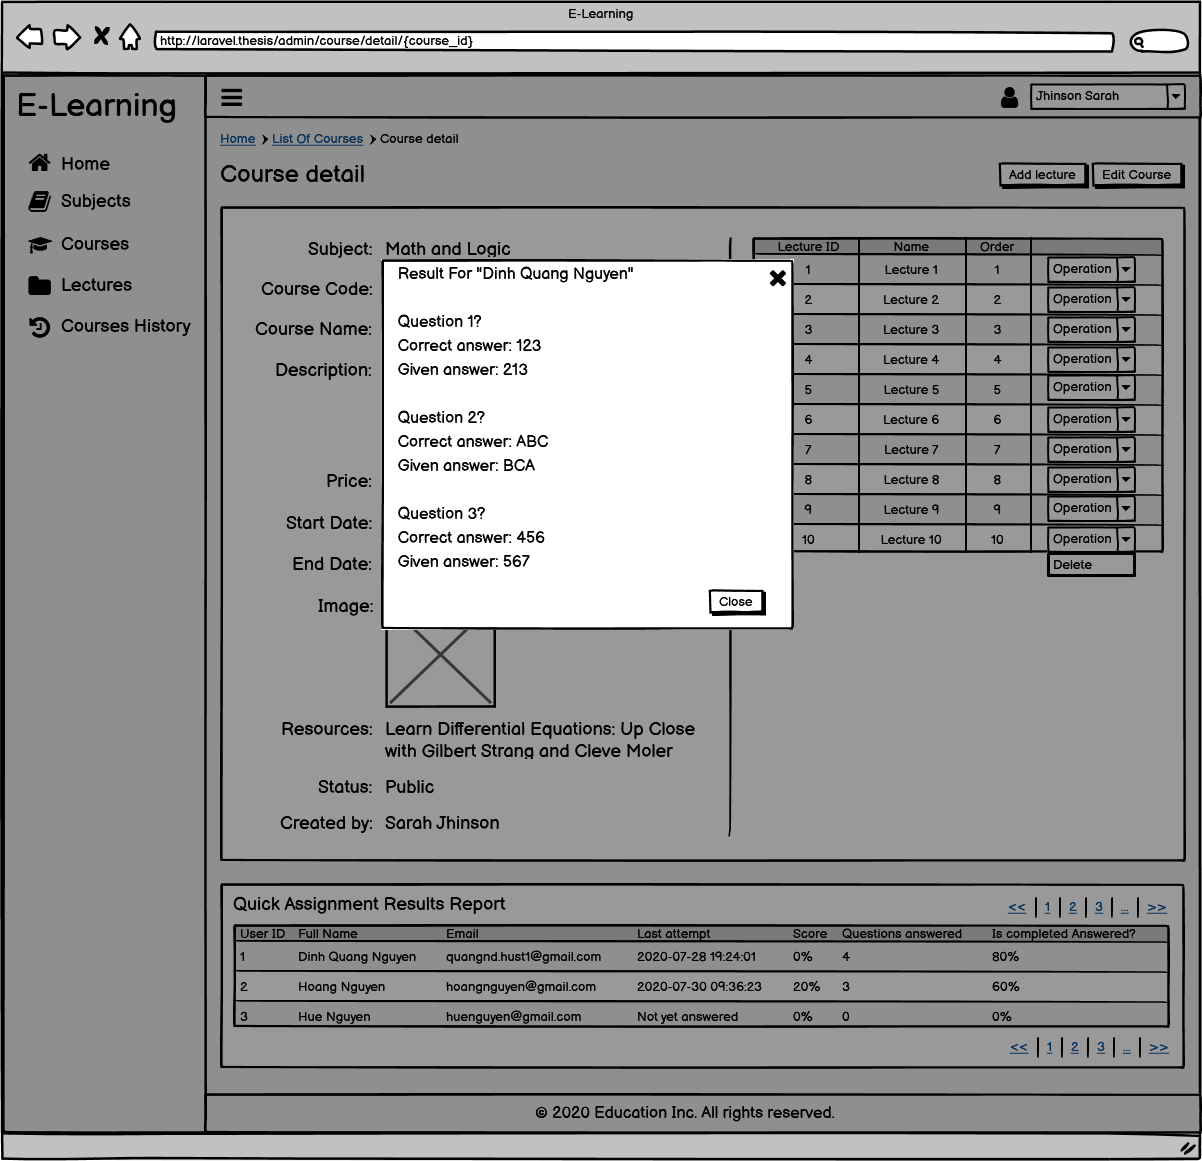 E-Learning
http://laravel.thesis/admin/course/detail/{course_id}
E-Learning
Jhinson Sarah
Home
Subjects
Courses
Lectures
Courses History
Home List Of Courses Course detail
Course detail
Add lecture Edit Course
Subject: Math and Logic
Course Code:
Course Name:
Description:
Price:
Start Date:
End Date:
Image:
Resources: Learn Differential Equations: Up Close
with Gilbert Strang and Cleve Moler
Status: Public
Created by: Sarah Jhinson
Result For "Dinh Quang Nguyen"
Question 1?
Correct answer: 123
Given answer: 213
Question 2?
Correct answer: ABC
Given answer: BCA
Question 3?
Correct answer: 456
Given answer: 567
Close
Lecture ID Name Order
1 Lecture 1 1 Operation
2 Lecture 2 2 Operation
3 Lecture 3 3 Operation
4 Lecture 4 4 Operation
5 Lecture 5 5 Operation
6 Lecture 6 6 Operation
7 Lecture 7 7 Operation
8 Lecture 8 8 Operation
9 Lecture 9 9 Operation
10 Lecture 10 10 Operation
Delete
Quick Assignment Results Report
<< 1 2 3 ... >>
User ID Full Name Email Last attempt Score Questions answered Is completed Answered?
1 Dinh Quang Nguyen quangnd.hust1@gmail.com 2020-07-28 19:24:01 0% 4 80%
2 Hoang Nguyen hoangnguyen@gmail.com 2020-07-30 09:36:23 20% 3 60%
3 Hue Nguyen huenguyen@gmail.com Not yet answered 0% 0 0%
<< 1 2 3 ... >>
© 2020 Education Inc. All rights reserved.